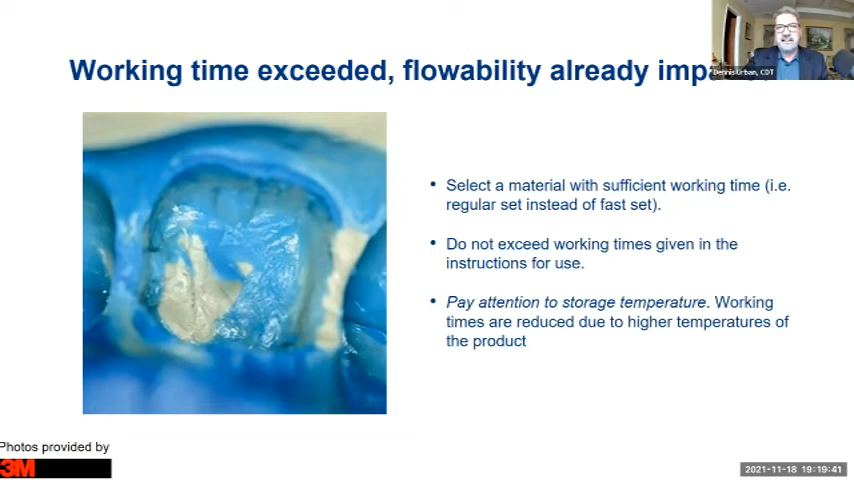 Working time exceeded, flowability already imp
Dennis Urban, CDT
• Select a material with sufficient working time (i.e.
regular set instead of fast set).
• Do not exceed working times given in the
instructions for use.
• Pay attention to storage temperature. Working
times are reduced due to higher temperatures of
the product
Photos provided by
3M
2021-11-18 19:19:41